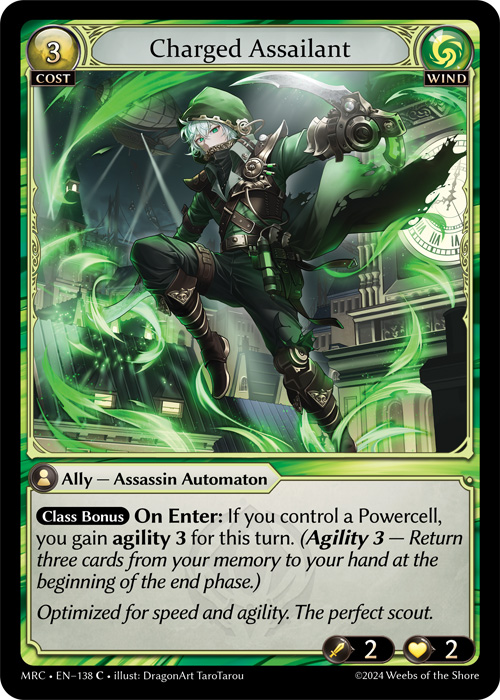 3
Charged Assailant
COST
WIND
Ally — Assassin Automaton
Class Bonus On Enter: If you control a Powercell,
you gain agility 3 for this turn. (Agility 3 — Return
three cards from your memory to your hand at the
beginning of the end phase.)
Optimized for speed and agility. The perfect scout.
2
2
MRC • EN–138 C • illust: DragonArt TaroTarou
©2024 Weebs of the Shore